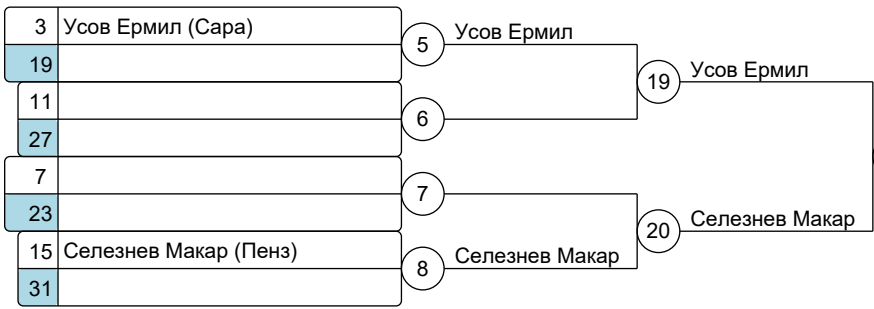 3 Усов Ермил (Сара)
19
5 Усов Ермил
11
27
6
19 Усов Ермил
7
23
7
15 Селезнев Макар (Пенз)
31
8 Селезнев Макар
20 Селезнев Макар